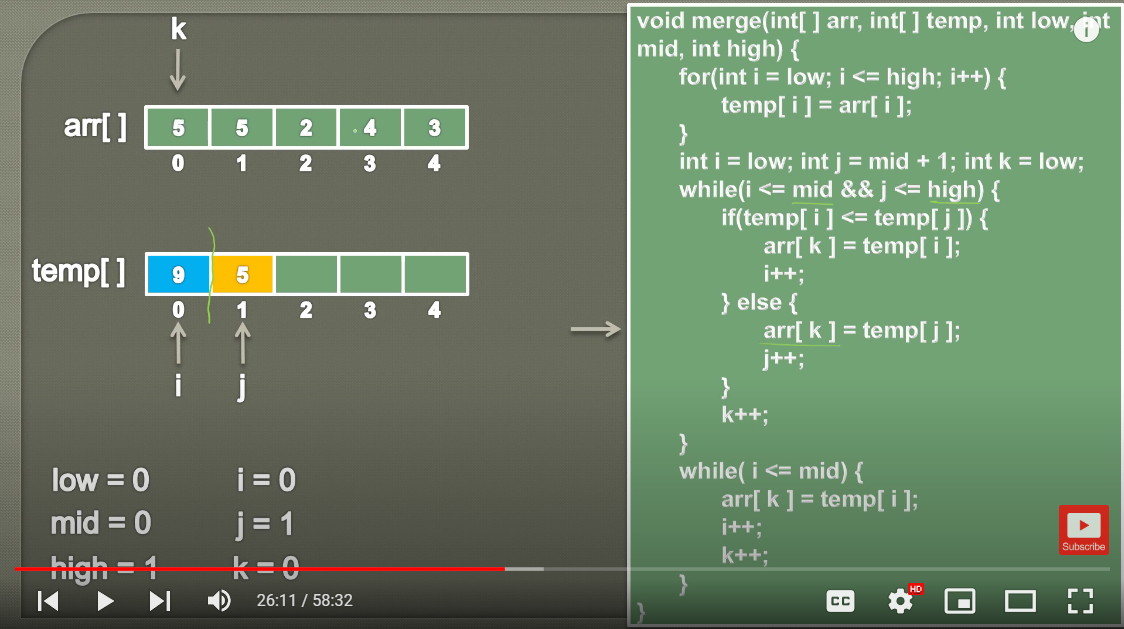 k
arr[ ]
5 5 2 4 3
0 1 2 3 4
temp[ ]
9 5
0 1 2 3 4
i j
low = 0 i = 0
mid = 0 j = 1
high = 1 k = 0
void merge(int[ ] arr, int[ ] temp, int low, int
mid, int high) {
for(int i = low; i <= high; i++) {
temp[ i ] = arr[ i ];
}
int i = low; int j = mid + 1; int k = low;
while(i <= mid && j <= high) {
if(temp[ i ] <= temp[ j ]) {
arr[ k ] = temp[ i ];
i++;
} else {
arr[ k ] = temp[ j ];
j++;
}
k++;
}
while( i <= mid) {
arr[ k ] = temp[ i ];
i++;
k++;
}
}
i
Subscribe
26:11 / 58:32
CC
HD